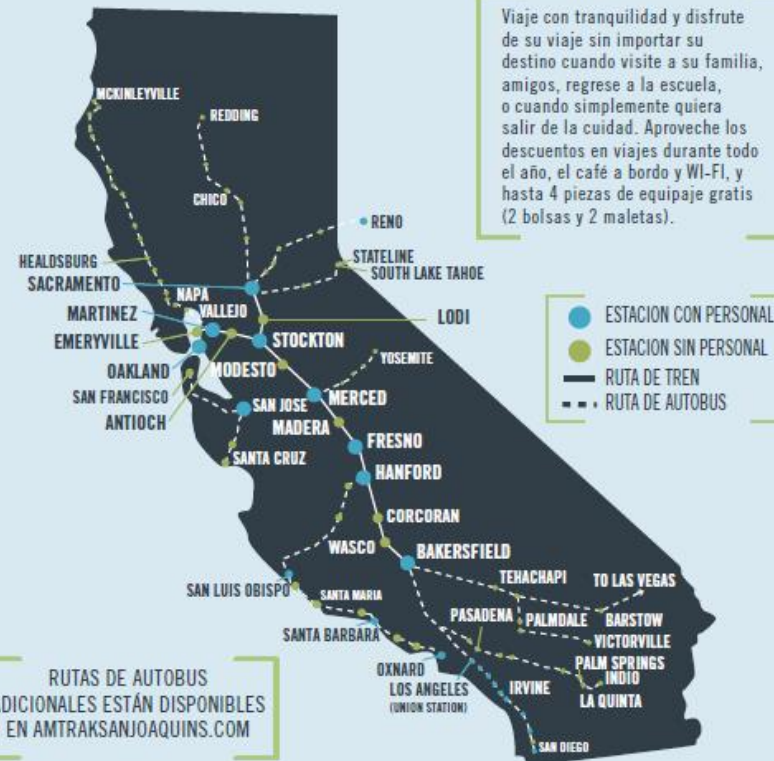 Viaje con tranquilidad y disfrute
de su viaje sin importar su
destino cuando visite a su familia,
amigos, regrese a la escuela,
o cuando simplemente quiera
salir de la cuidad. Aproveche los
descuentos en viajes durante todo
el año, el café a bordo y WI-FI, y
hasta 4 piezas de equipaje gratis
(2 bolsas y 2 maletas).
MCKINLEYVILLE
REDDING
CHICO
RENO
HEALDSBURG
STATELINE
SOUTH LAKE TAHOE
SACRAMENTO
NAPA
VALLEJO
MARTINEZ
LODI
EMERYVILLE
STOCKTON
OAKLAND
MODESTO
YOSEMITE
SAN FRANCISCO
MERCED
SAN JOSE
ANTIOCH
MADERA
FRESNO
SANTA CRUZ
HANFORD
CORCORAN
WASCO
BAKERSFIELD
TEHACHAPI
TO LAS VEGAS
SAN LUIS OBISPO
SANTA MARIA
PASADENA
PALMDALE
BARSTOW
SANTA BARBARA
VICTORVILLE
PALM SPRINGS
OXNARD
INDIO
LOS ANGELES
(UNION STATION)
IRVINE
LA QUINTA
SAN DIEGO
ESTACION CON PERSONAL
ESTACION SIN PERSONAL
RUTA DE TREN
RUTA DE AUTOBUS
RUTAS DE AUTOBUS
ADICIONALES ESTÁN DISPONIBLES
EN AMTRAKSANJOAQUINS.COM